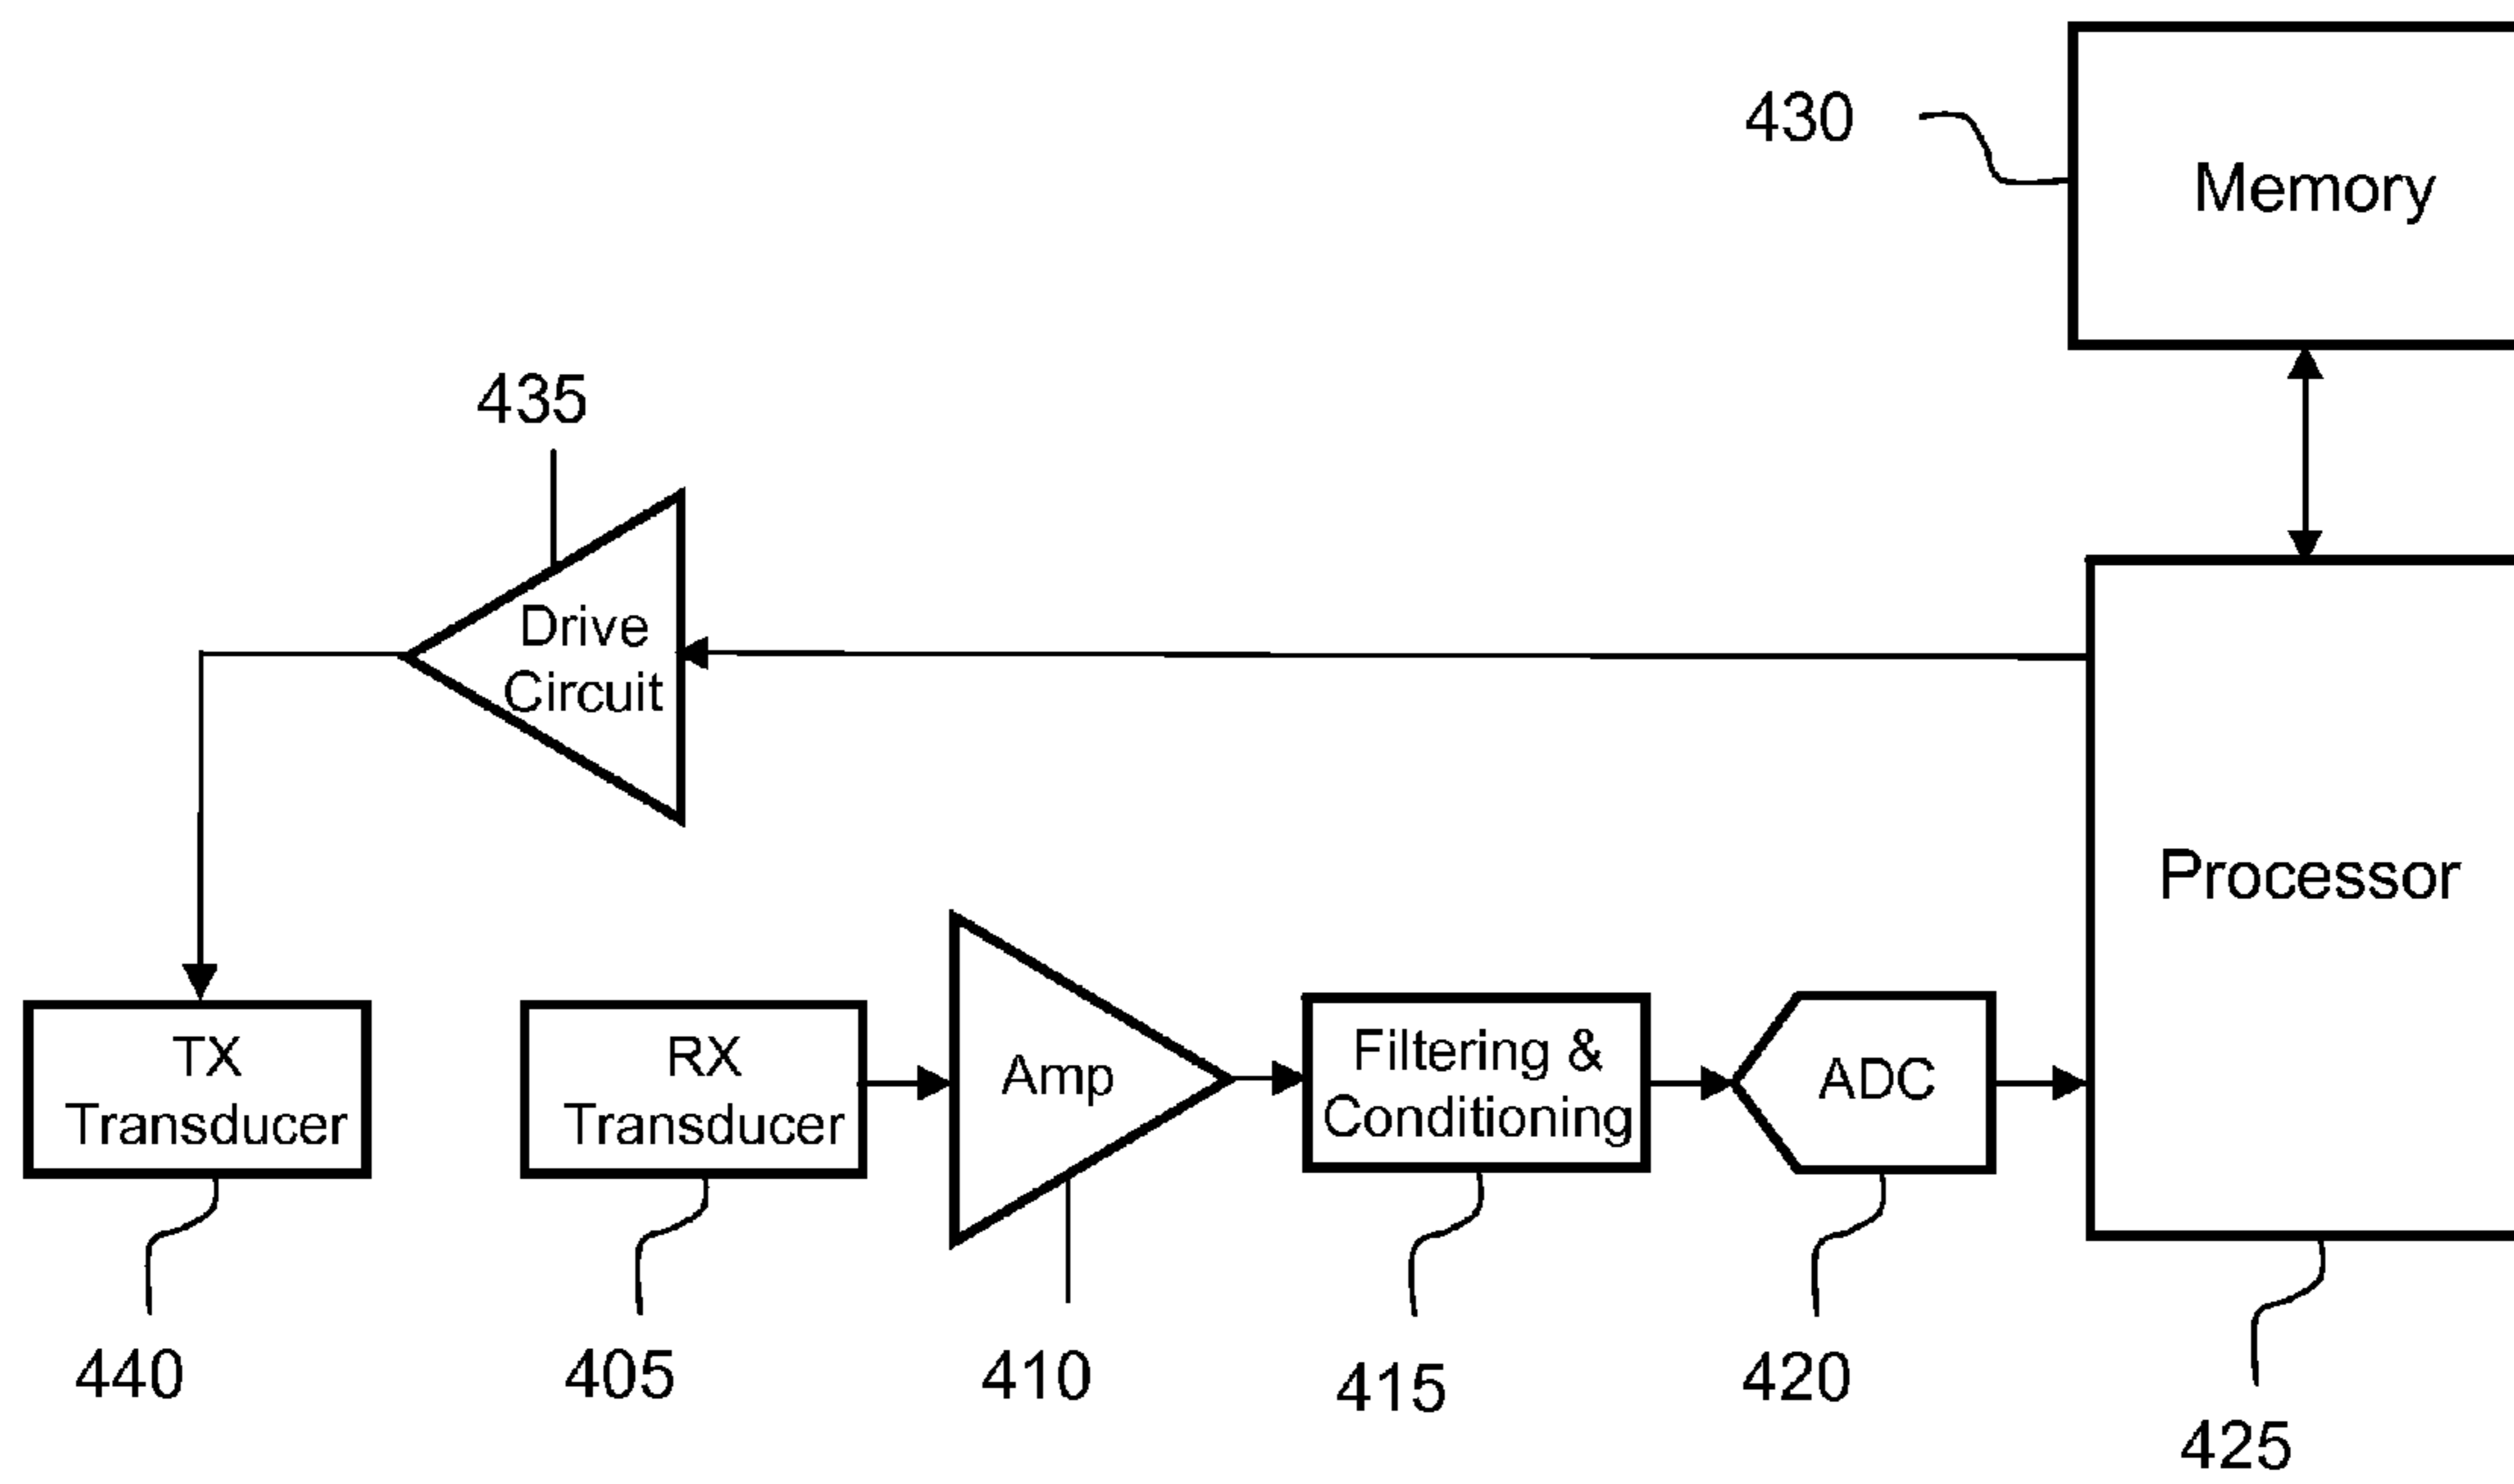 430
Memory
435
Drive
Circuit
Processor
TX
Transducer
RX
Transducer
Amp
Filtering &
Conditioning
ADC
440
405
410
415
420
425